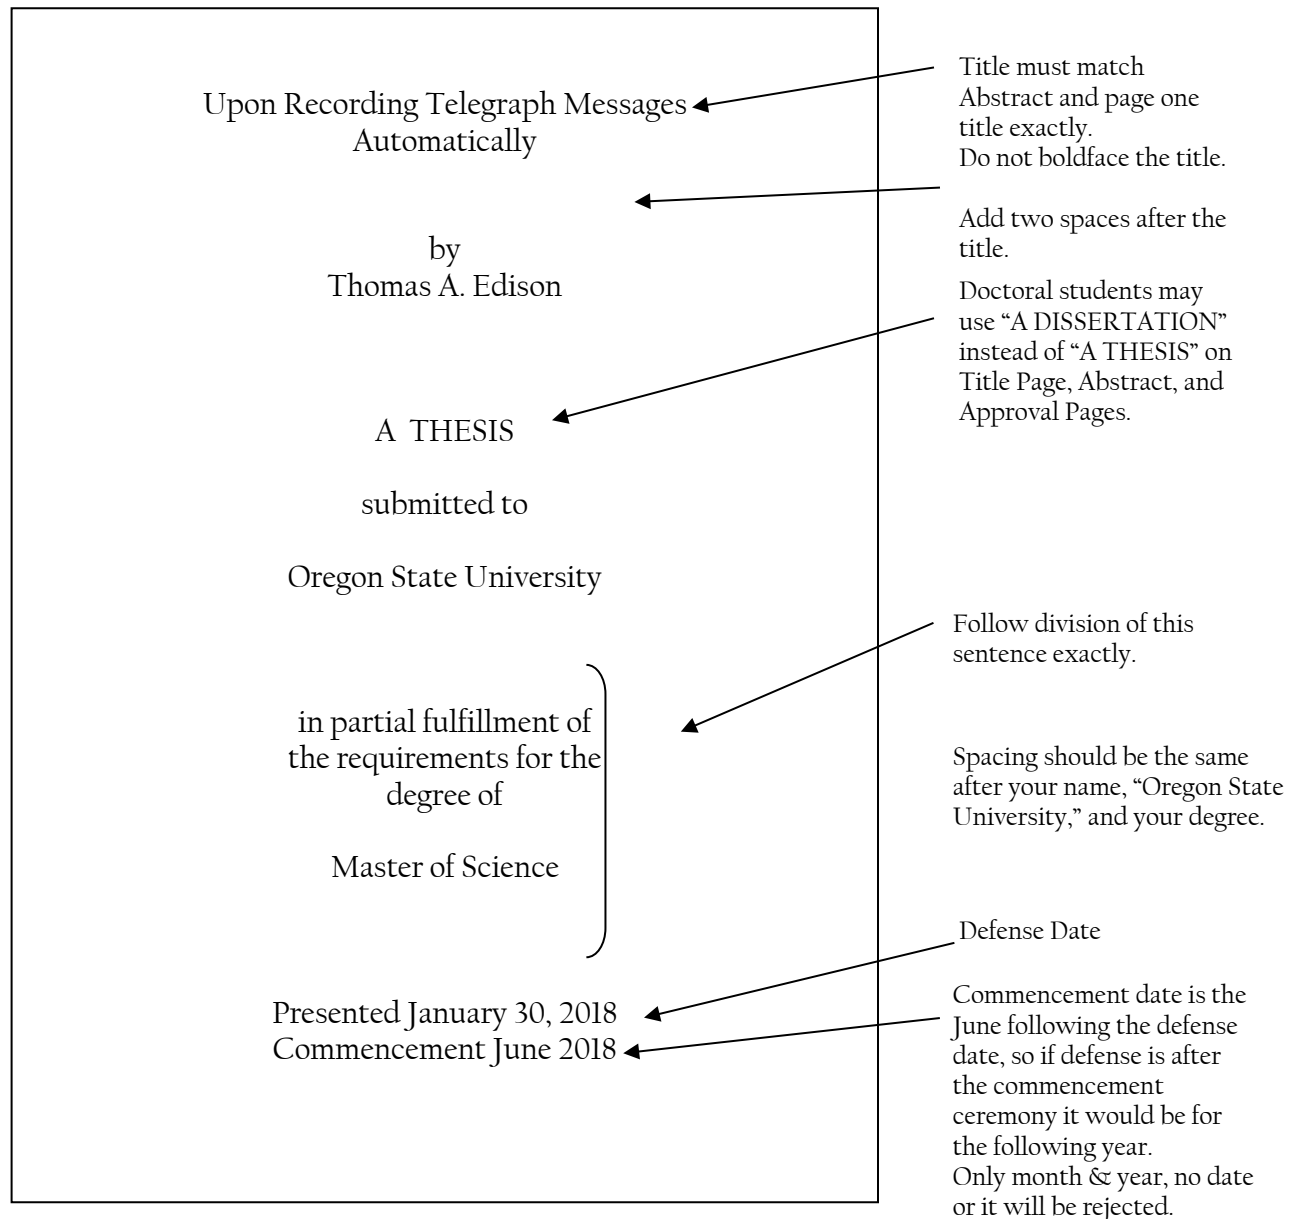 Upon Recording Telegraph Messages
Automatically
by
Thomas A. Edison
A  THESIS
submitted to
Oregon State University
in partial fulfillment of
the requirements for the
degree of
Master of Science
Presented January 30, 2018
Commencement June 2018
Title must match
Abstract and page one
title exactly.
Do not boldface the title.
Add two spaces after the
title.
Doctoral students may
use “A DISSERTATION”
instead of “A THESIS” on
Title Page, Abstract, and
Approval Pages.
Follow division of this
sentence exactly.
Spacing should be the same
after your name, “Oregon State
University,” and your degree.
Defense Date
Commencement date is the
June following the defense
date, so if defense is after
the commencement
ceremony it would be for
the following year.
Only month & year, no date
or it will be rejected.